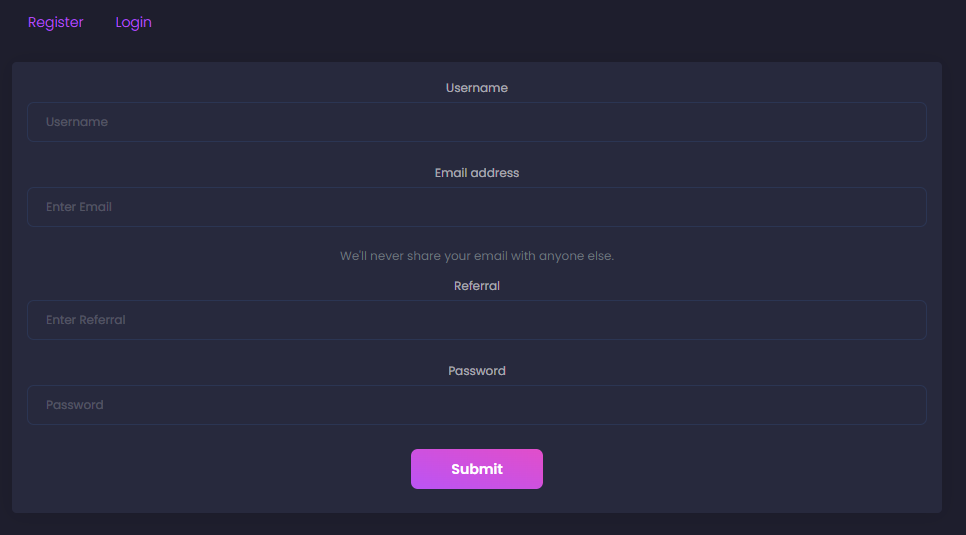 Register Login
Username
Username
Email address
Enter Email
We'll never share your email with anyone else.
Referral
Enter Referral
Password
Password
Submit